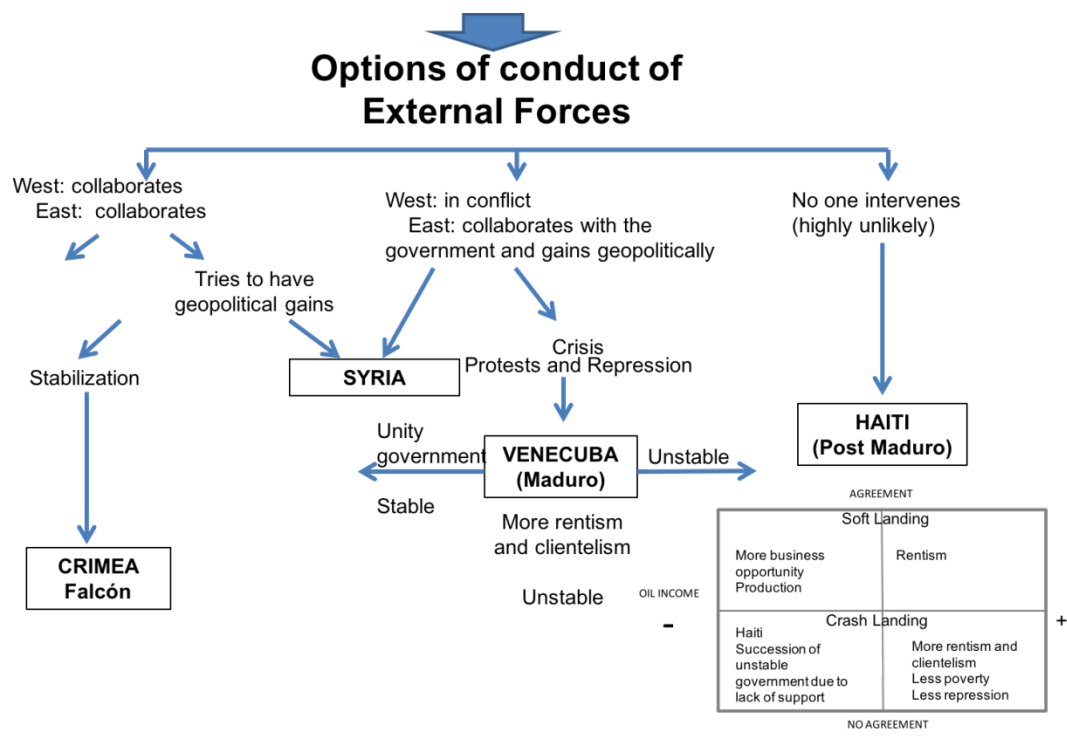 Options of conduct of
External Forces
West: collaborates
East: collaborates
West: in conflict
East: collaborates with the
government and gains geopolitically
No one intervenes
(highly unlikely)
Tries to have
geopolitical gains
Stabilization
SYRIA
Crisis
Protests and Repression
HAITI
(Post Maduro)
Unity
government
VENECUBA
(Maduro)
Unstable
Stable
More rentism
and clientelism
Unstable
CRIMEA
Falcón
AGREEMENT
Soft Landing
More business
opportunity
Production
Rentism
OIL INCOME
-
+
Crash Landing
Haiti
Succession of
unstable
government due to
lack of support
More rentism and
clientelism
Less poverty
Less repression
NO AGREEMENT